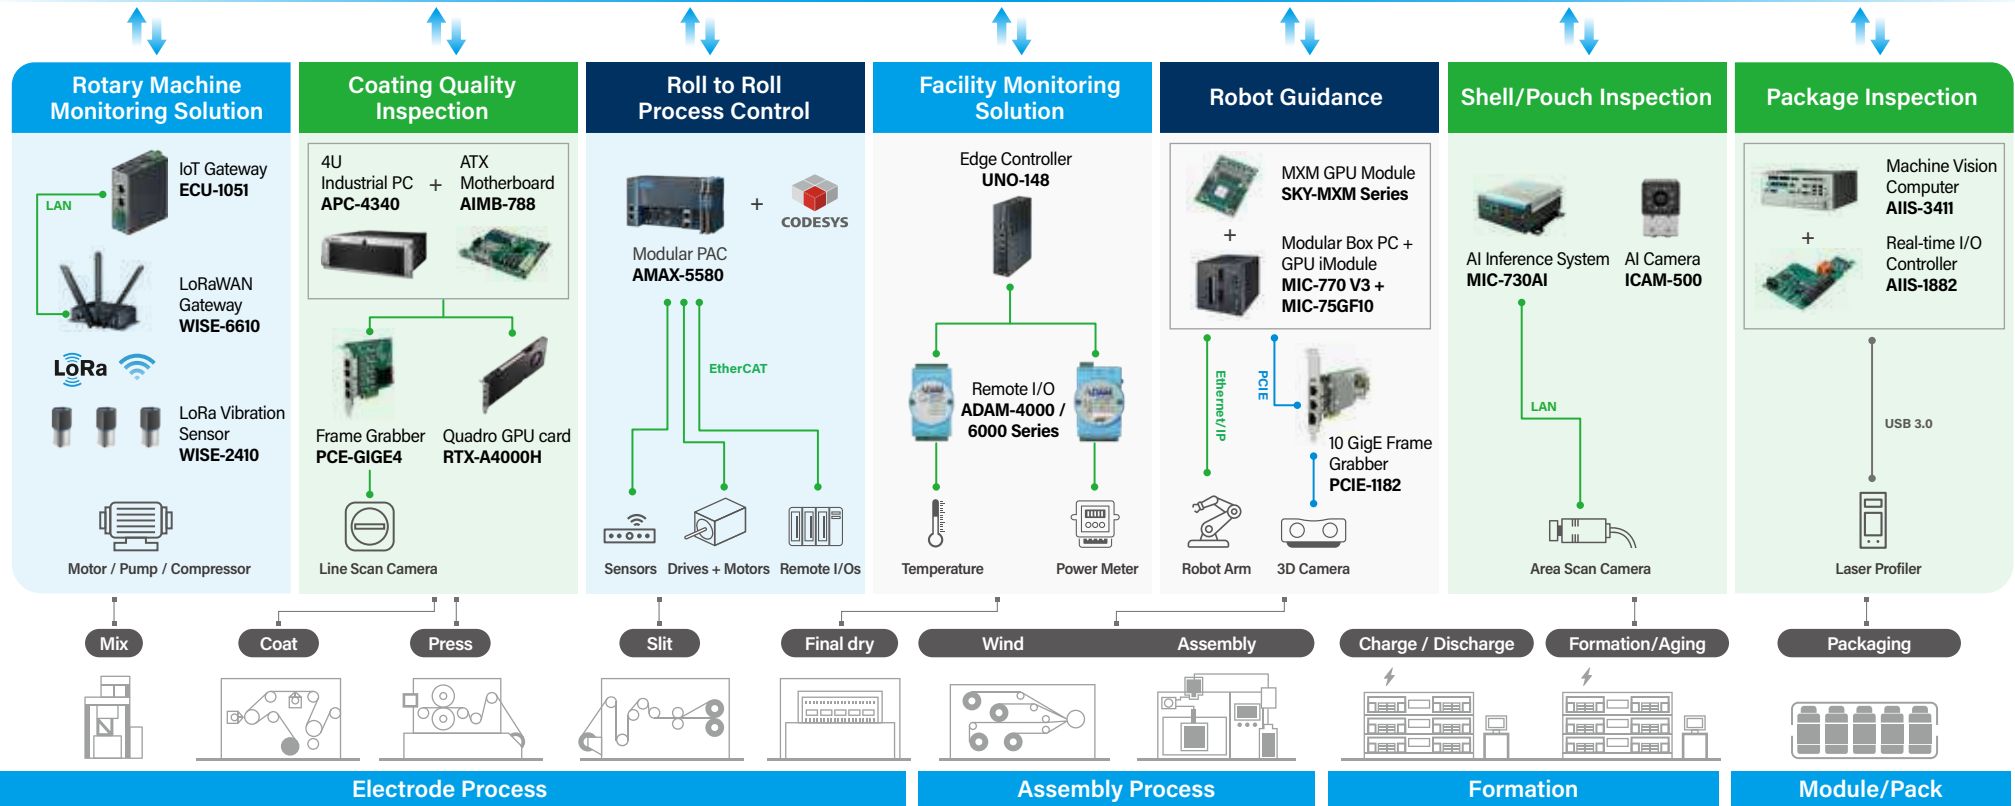 Rotary Machine
Monitoring Solution
IoT Gateway
ECU-1051
LAN
LoRaWAN
Gateway
WISE-6610
LoRa
LoRa Vibration
Sensor
WISE-2410
Motor / Pump / Compressor
Coating Quality
Inspection
4U
Industrial PC
APC-4340
+
ATX
Motherboard
AIMB-788
Frame Grabber
PCE-GIGE4
Quadro GPU card
RTX-A4000H
Line Scan Camera
Roll to Roll
Process Control
+
CODESYS
Modular PAC
AMAX-5580
EtherCAT
Sensors
Drives + Motors
Remote I/Os
Facility Monitoring
Solution
Edge Controller
UNO-148
Remote I/O
ADAM-4000 /
6000 Series
Temperature
Power Meter
Robot Guidance
MXM GPU Module
SKY-MXM Series
+
Modular Box PC +
GPU iModule
MIC-770 V3 +
MIC-75GF10
Ethernet/IP
PCIE
10 GigE Frame
Grabber
PCIE-1182
Robot Arm
3D Camera
Shell/Pouch Inspection
AI Inference System
MIC-730AI
AI Camera
ICAM-500
LAN
Area Scan Camera
Package Inspection
Machine Vision
Computer
AIIS-3411
+
Real-time I/O
Controller
AIIS-1882
USB 3.0
Laser Profiler
Mix
Coat
Press
Slit
Final dry
Wind
Assembly
Charge / Discharge
Formation/Aging
Packaging
Electrode Process
Assembly Process
Formation
Module/Pack